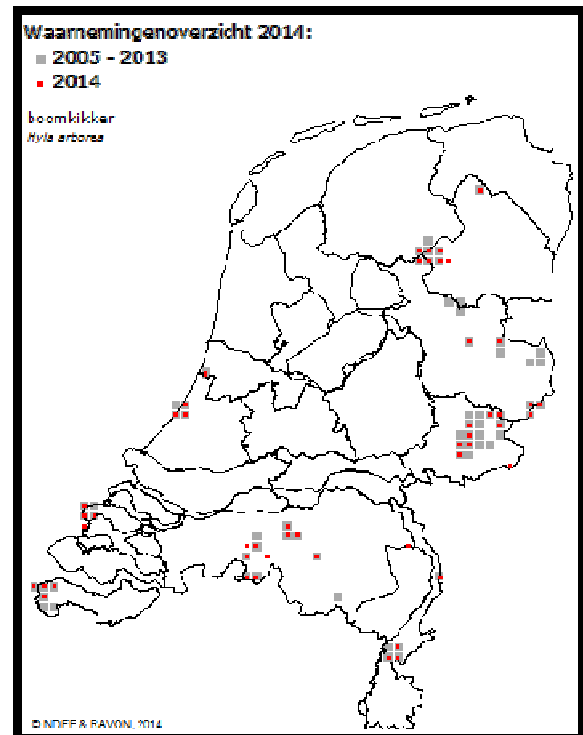 Waarnemingenoverzicht 2014:
2005 - 2013
2014
boomkikker
Hyla arborea
© NDFF & RAVON, 2014